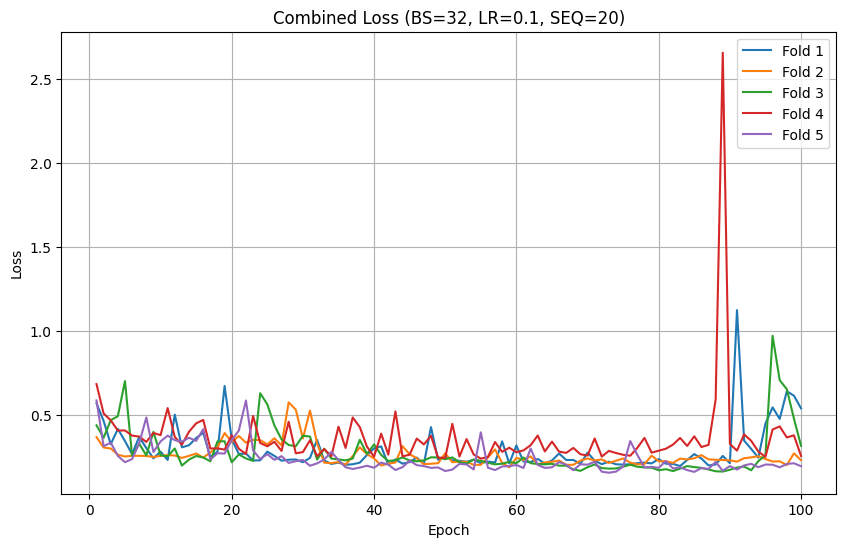 Combined Loss (BS=32, LR=0.1, SEQ=20)
Fold 1
Fold 2
Fold 3
Fold 4
Fold 5
2.5
2.0
1.5
1.0
0.5
Loss
0 20 40 60 80 100
Epoch